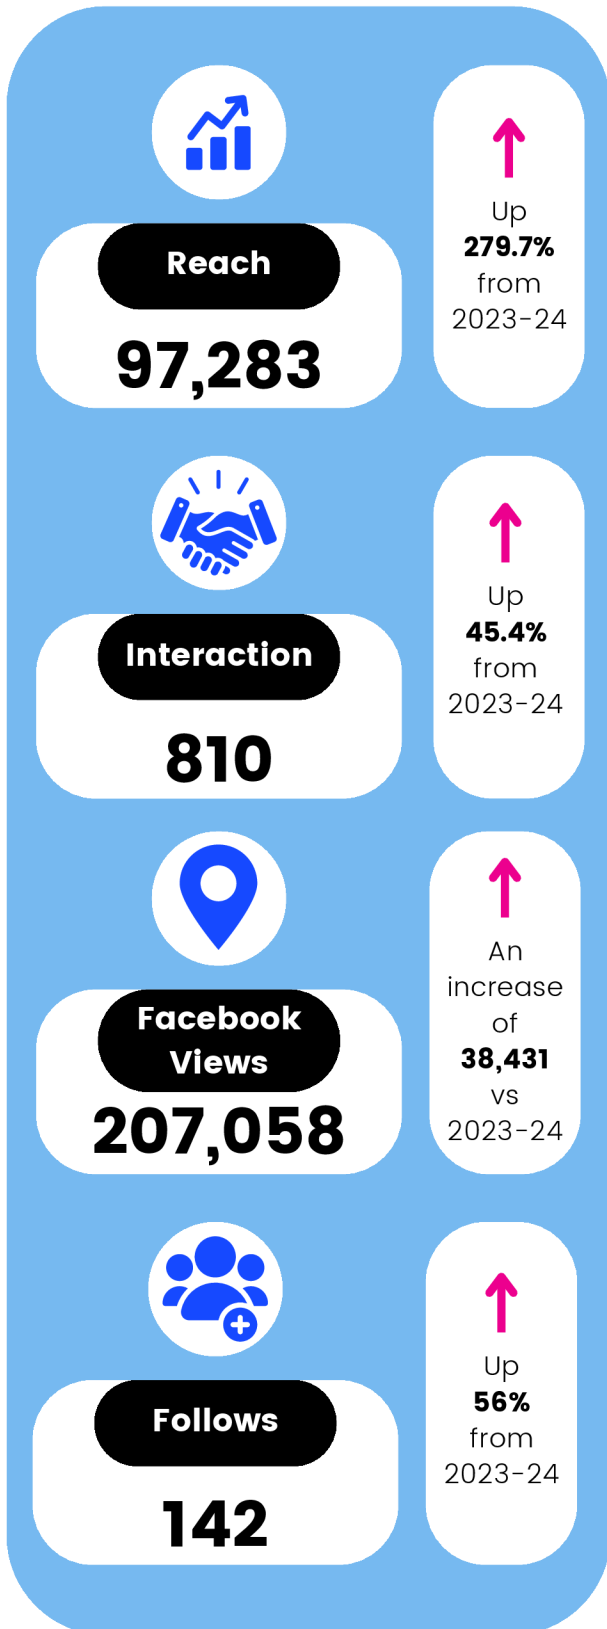 Reach
97,283
Up
279.7%
from
2023-24
Interaction
810
Up
45.4%
from
2023-24
Facebook
Views
207,058
An
increase
of
38,431
vs
2023-24
Follows
142
Up
56%
from
2023-24